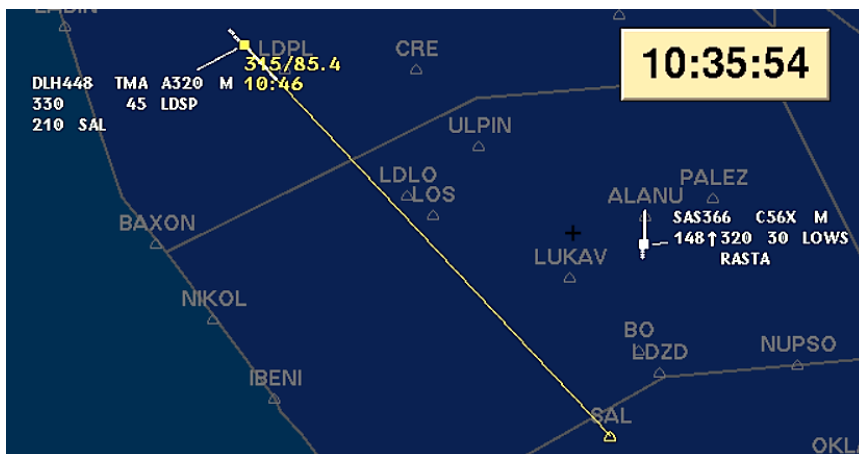 LADIN
LDPL
CRE
315/85.4
10:46
10:35:54
DLH448 TMA A320 M
330 45 LDSP
210 SAL
ULPIN
LDLO
LOS
PALEZ
ALANU
SAS366 C56X M
148↑320 30 LOWS
RASTA
BAXON
LUKAV
NIKOL
BO
LDZD
NUPSO
IBENI
SAL